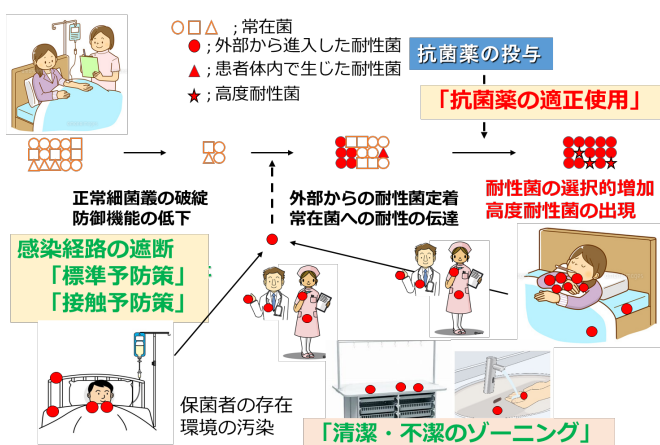 ；常在菌
；外部から進入した耐性菌
；患者体内で生じた耐性菌
；高度耐性菌
抗菌薬の投与
「抗菌薬の適正使用」
正常細菌叢の破綻
防御機能の低下
外部からの耐性菌定着
常在菌への耐性の伝達
耐性菌の選択的増加
高度耐性菌の出現
感染経路の遮断
「標準予防策」
「接触予防策」
保菌者の存在
環境の汚染
「清潔・不潔のゾーニング」